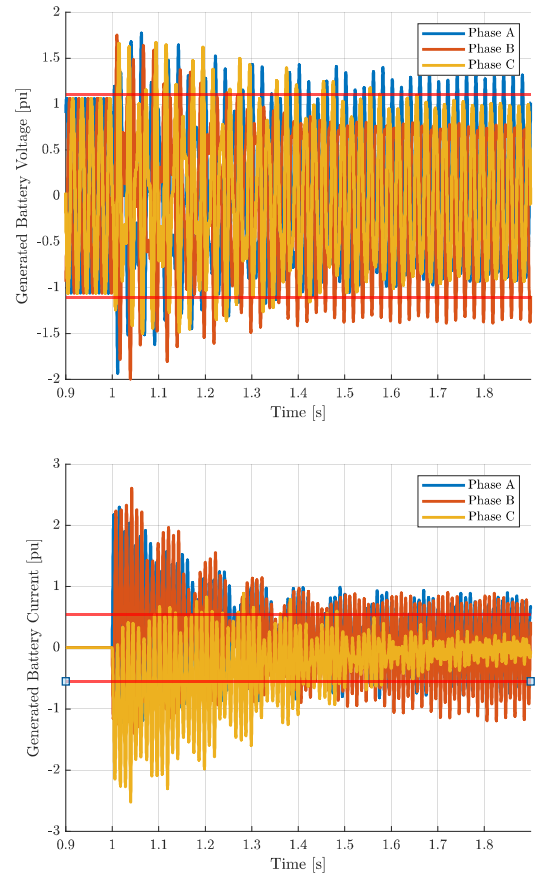 Generated Battery Voltage [pu]
2
1.5
1
0.5
0
-0.5
-1
-1.5
-2
Phase A
Phase B
Phase C
0.9 1 1.1 1.2 1.3 1.4 1.5 1.6 1.7 1.8
Time [s]
Generated Battery Current [pu]
3
2
1
0
-1
-2
-3
Phase A
Phase B
Phase C
0.9 1 1.1 1.2 1.3 1.4 1.5 1.6 1.7 1.8
Time [s]